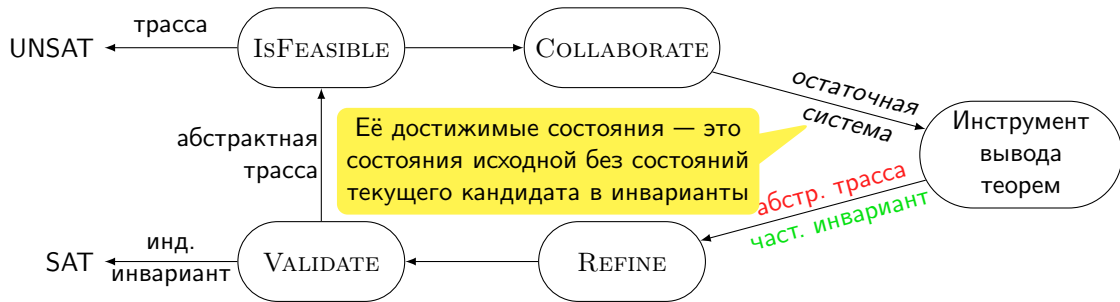 трасса
UNSAT
IsFeasible
Collaborate
остаточная
система
абстрактная
трасса
Её достижимые состояния — это
состояния исходной без состояний
текущего кандидата в инварианты
Инструмент
вывода
теорем
абстр. трасса
част. инвариант
инд.
SAT
инвариант
Validate
Refine